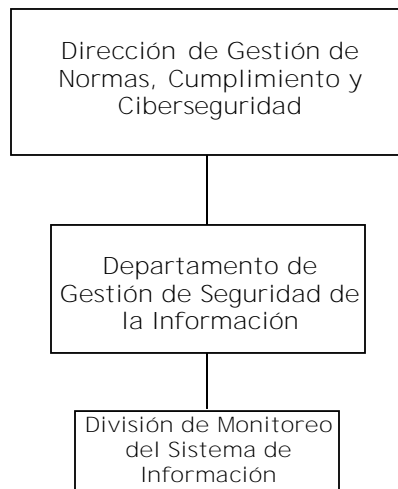 Dirección de Gestión de
Normas, Cumplimiento y
Ciberseguridad
Departamento de
Gestión de Seguridad de
la Información
División de Monitoreo
del Sistema de
Información